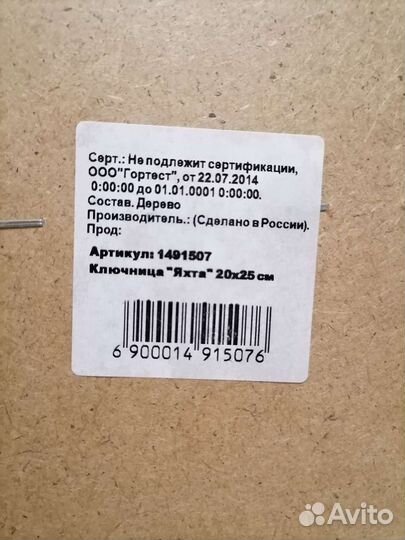 Серт.: Не подлежит сертификации,
ООО"Гортест", от 22.07.2014
0:00:00 до 01.01.0001 0:00:00.
Состав. Дерево
Производитель.: (Сделано в России).
Прод:
Артикул: 1491507
Ключница "Яхта" 20х25 см
6 900014 915076
Avito